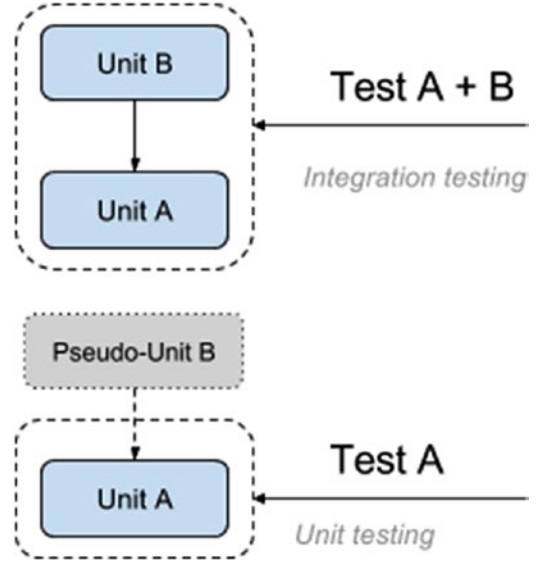 Unit B
Test A + B
Integration testing
Unit A
Pseudo-Unit B
Test A
Unit A
Unit testing